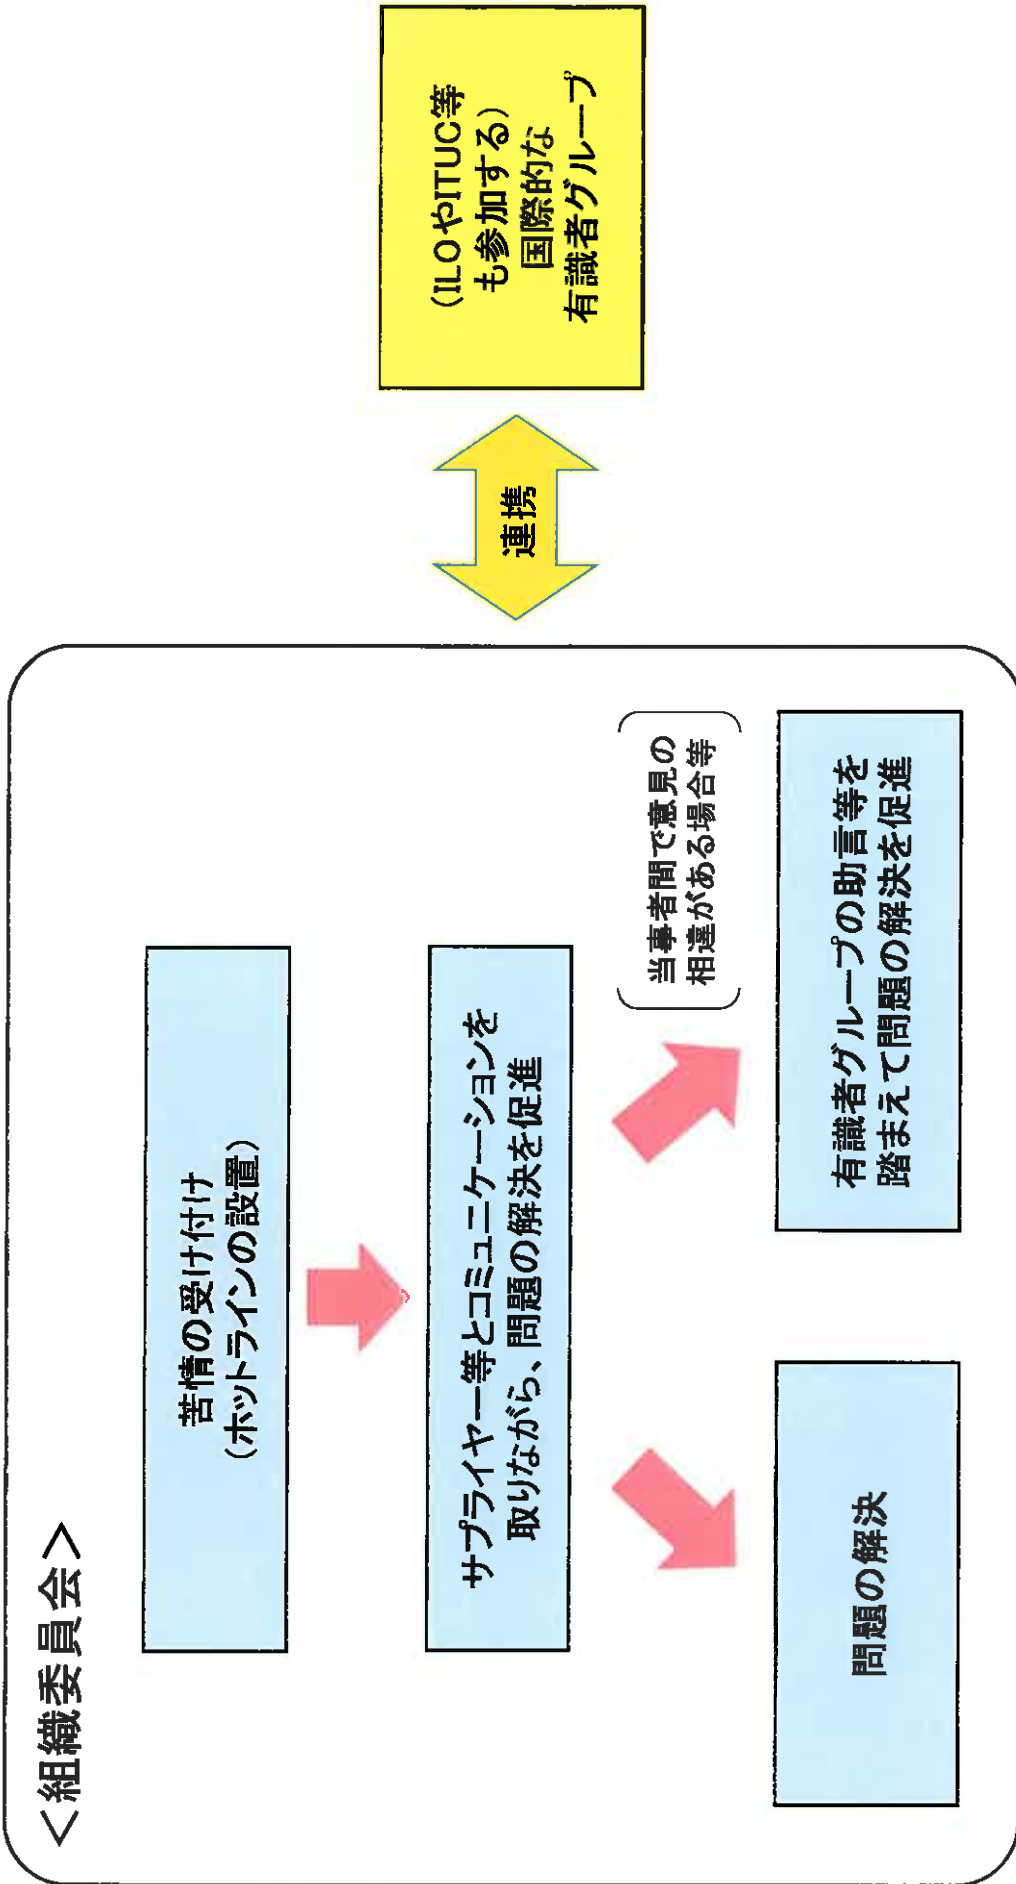 ＜組織委員会＞
苦情の受け付け
（ホットラインの設置）
サプライヤー等とコミュニケーションを
取りながら、問題の解決を促進
当事者間で意見の
相違がある場合等
問題の解決
有識者グループの助言等を
踏まえて問題の解決を促進
連携
（ILOやITUC等
も参加する）
国際的な
有識者グループ